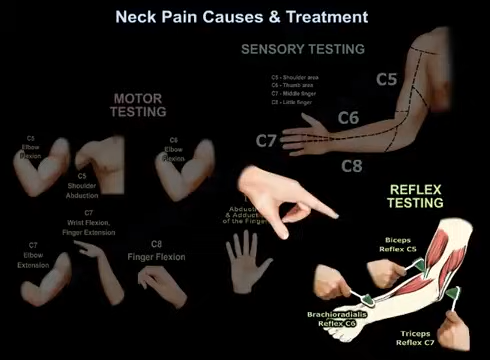 Neck Pain Causes & Treatment
SENSORY TESTING
C5 - Shoulder area
C6 - Thumb area
C7 - Middle finger
C8 - Little finger
C5
C6
C7
C8
MOTOR
TESTING
C5
Elbow
Flexion
C5
Shoulder
Abduction
C6
Elbow
Flexion
C7
Elbow
Extension
C7
Wrist Flexion,
Finger Extension
C8
Finger Flexion
Abduction
& Adduction
of the Fingers
REFLEX
TESTING
Biceps
Reflex C5
Brachioradialis
Reflex C6
Triceps
Reflex C7